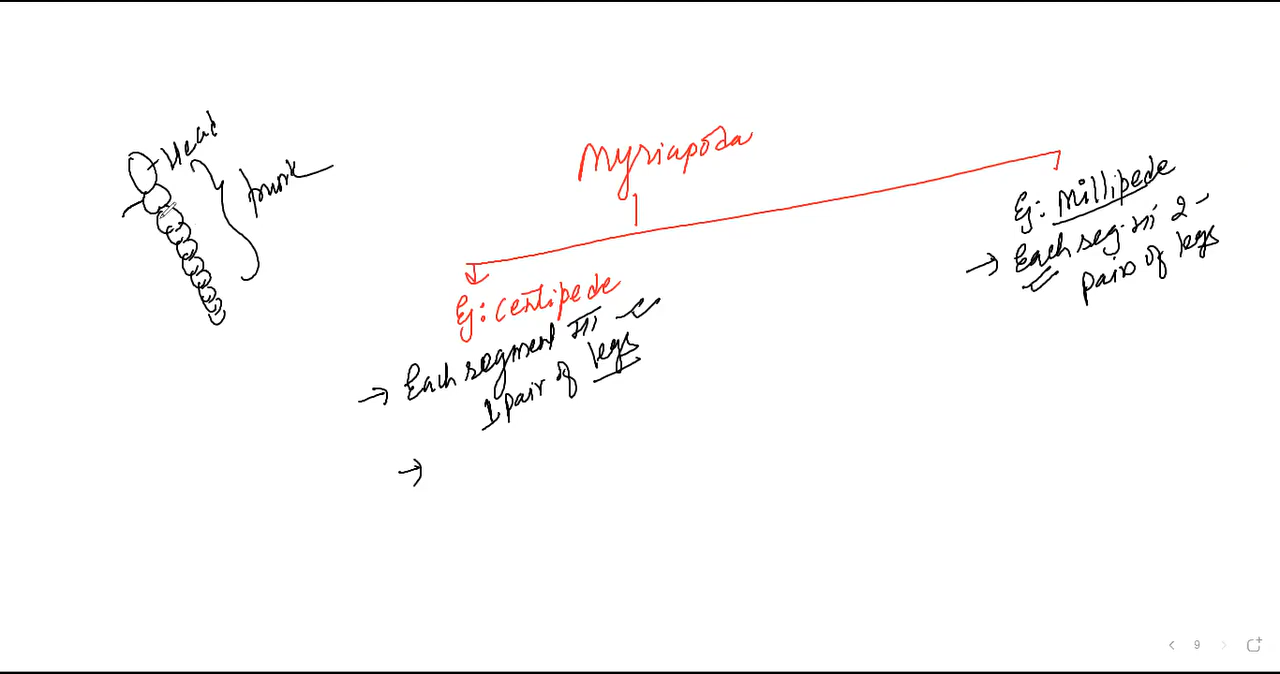 Head
Trunk
Myriapoda
Eg: Centipede
→ Each segment में
1 pair of legs
→
Eg: Millipede
→ Each seg. में 2-
pairs of legs
9